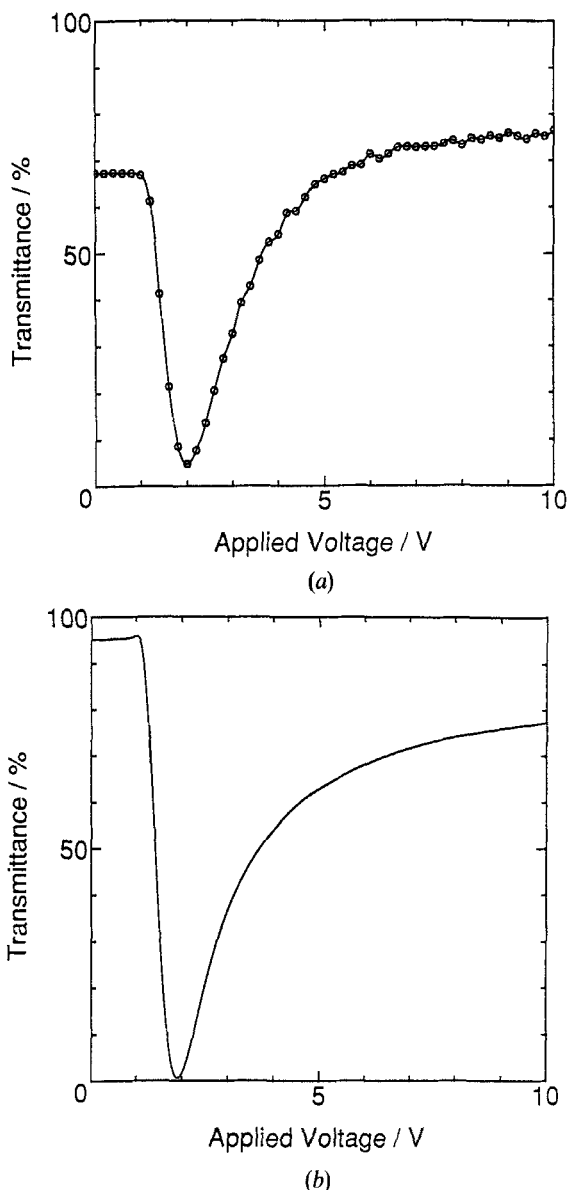 100
Transmittance / %
50
0
5
10
Applied Voltage / V
(a)
100
Transmittance / %
50
0
5
10
Applied Voltage / V
(b)